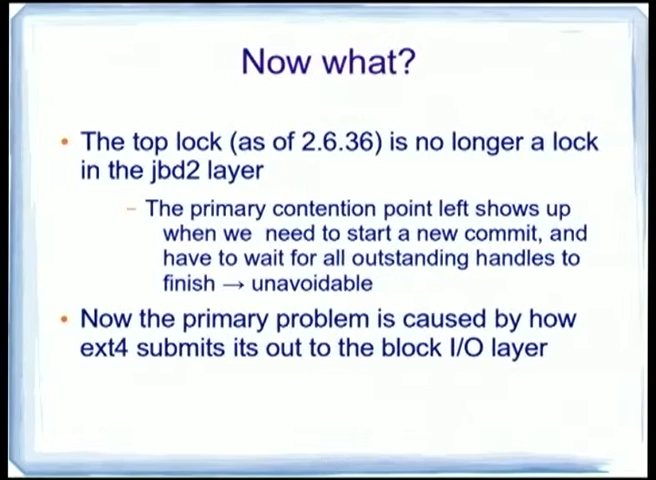 Now what?
• The top lock (as of 2.6.36) is no longer a lock
in the jbd2 layer
– The primary contention point left shows up
when we need to start a new commit, and
have to wait for all outstanding handles to
finish → unavoidable
• Now the primary problem is caused by how
ext4 submits its out to the block I/O layer